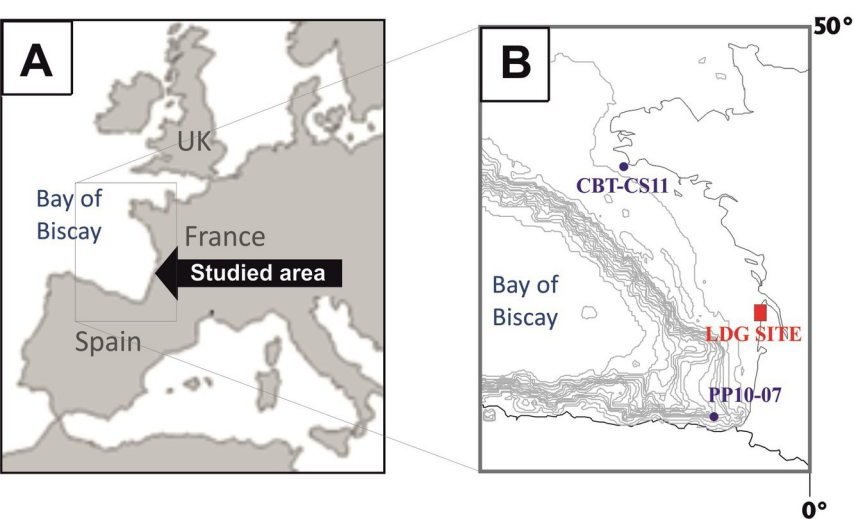 A
UK
Bay of
Biscay
France
Studied area
Spain
B
50°
CBT-CS11
Bay of
Biscay
LDG SITE
PP10-07
0°